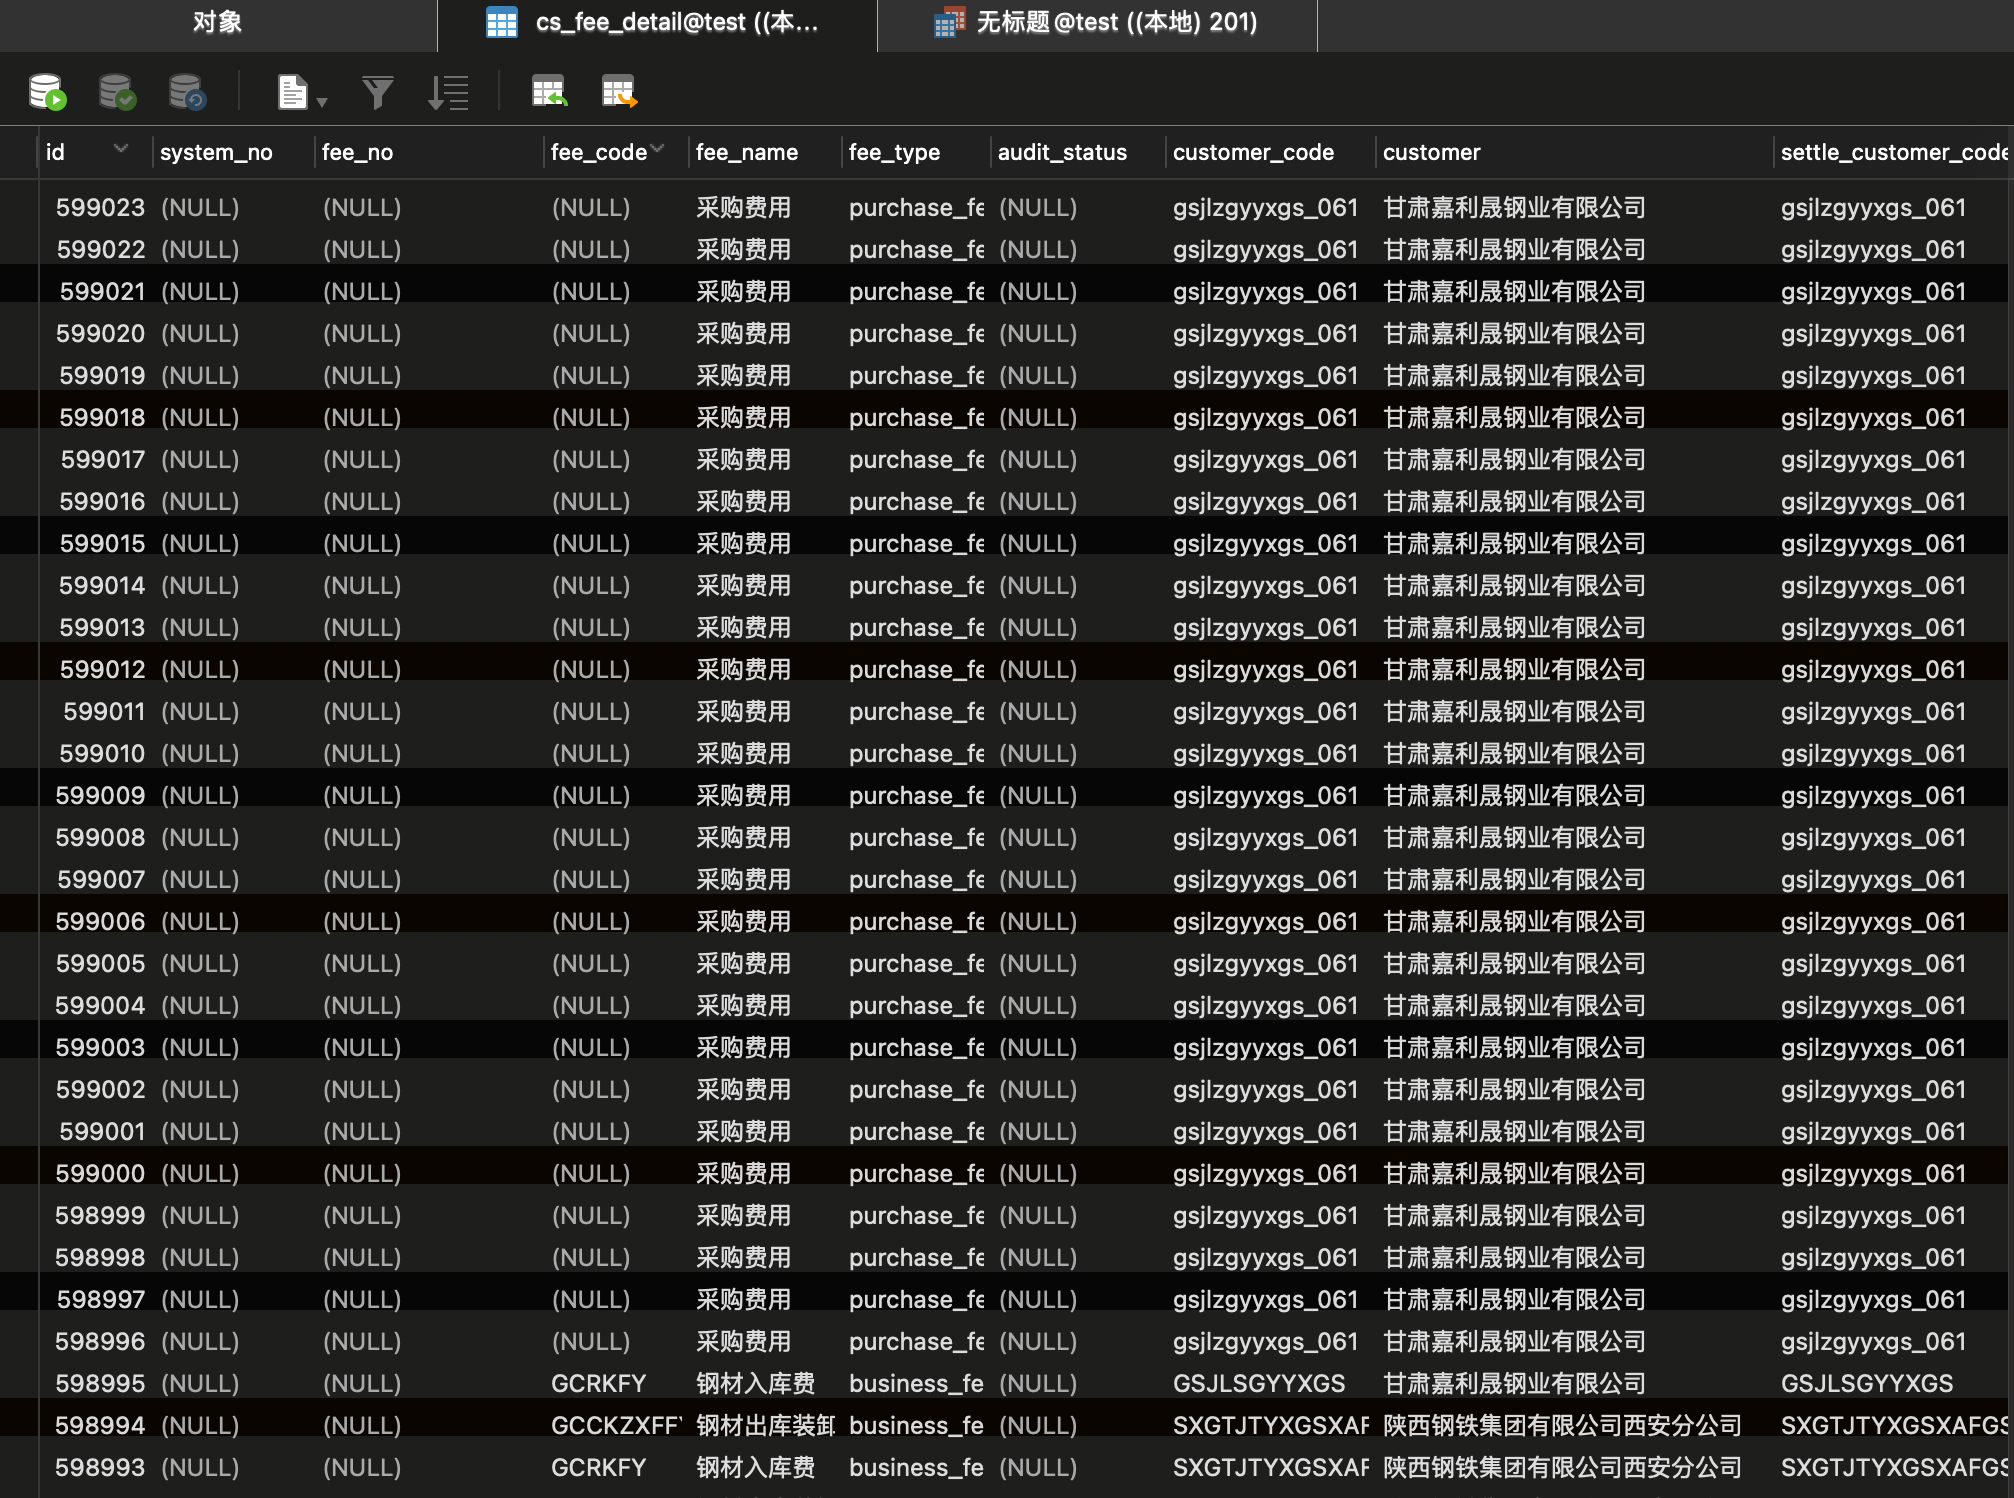 对象 cs_fee_detail@test ((本... 无标题@test ((本地) 201)
id system_no fee_no fee_code fee_name fee_type audit_status customer_code customer settle_customer_code
599023 (NULL) (NULL) (NULL) 采购费用 purchase_fe (NULL) gsjlzgyyxgs_061 甘肃嘉利晟钢业有限公司 gsjlzgyyxgs_061
599022 (NULL) (NULL) (NULL) 采购费用 purchase_fe (NULL) gsjlzgyyxgs_061 甘肃嘉利晟钢业有限公司 gsjlzgyyxgs_061
599021 (NULL) (NULL) (NULL) 采购费用 purchase_fe (NULL) gsjlzgyyxgs_061 甘肃嘉利晟钢业有限公司 gsjlzgyyxgs_061
599020 (NULL) (NULL) (NULL) 采购费用 purchase_fe (NULL) gsjlzgyyxgs_061 甘肃嘉利晟钢业有限公司 gsjlzgyyxgs_061
599019 (NULL) (NULL) (NULL) 采购费用 purchase_fe (NULL) gsjlzgyyxgs_061 甘肃嘉利晟钢业有限公司 gsjlzgyyxgs_061
599018 (NULL) (NULL) (NULL) 采购费用 purchase_fe (NULL) gsjlzgyyxgs_061 甘肃嘉利晟钢业有限公司 gsjlzgyyxgs_061
599017 (NULL) (NULL) (NULL) 采购费用 purchase_fe (NULL) gsjlzgyyxgs_061 甘肃嘉利晟钢业有限公司 gsjlzgyyxgs_061
599016 (NULL) (NULL) (NULL) 采购费用 purchase_fe (NULL) gsjlzgyyxgs_061 甘肃嘉利晟钢业有限公司 gsjlzgyyxgs_061
599015 (NULL) (NULL) (NULL) 采购费用 purchase_fe (NULL) gsjlzgyyxgs_061 甘肃嘉利晟钢业有限公司 gsjlzgyyxgs_061
599014 (NULL) (NULL) (NULL) 采购费用 purchase_fe (NULL) gsjlzgyyxgs_061 甘肃嘉利晟钢业有限公司 gsjlzgyyxgs_061
599013 (NULL) (NULL) (NULL) 采购费用 purchase_fe (NULL) gsjlzgyyxgs_061 甘肃嘉利晟钢业有限公司 gsjlzgyyxgs_061
599012 (NULL) (NULL) (NULL) 采购费用 purchase_fe (NULL) gsjlzgyyxgs_061 甘肃嘉利晟钢业有限公司 gsjlzgyyxgs_061
599011 (NULL) (NULL) (NULL) 采购费用 purchase_fe (NULL) gsjlzgyyxgs_061 甘肃嘉利晟钢业有限公司 gsjlzgyyxgs_061
599010 (NULL) (NULL) (NULL) 采购费用 purchase_fe (NULL) gsjlzgyyxgs_061 甘肃嘉利晟钢业有限公司 gsjlzgyyxgs_061
599009 (NULL) (NULL) (NULL) 采购费用 purchase_fe (NULL) gsjlzgyyxgs_061 甘肃嘉利晟钢业有限公司 gsjlzgyyxgs_061
599008 (NULL) (NULL) (NULL) 采购费用 purchase_fe (NULL) gsjlzgyyxgs_061 甘肃嘉利晟钢业有限公司 gsjlzgyyxgs_061
599007 (NULL) (NULL) (NULL) 采购费用 purchase_fe (NULL) gsjlzgyyxgs_061 甘肃嘉利晟钢业有限公司 gsjlzgyyxgs_061
599006 (NULL) (NULL) (NULL) 采购费用 purchase_fe (NULL) gsjlzgyyxgs_061 甘肃嘉利晟钢业有限公司 gsjlzgyyxgs_061
599005 (NULL) (NULL) (NULL) 采购费用 purchase_fe (NULL) gsjlzgyyxgs_061 甘肃嘉利晟钢业有限公司 gsjlzgyyxgs_061
599004 (NULL) (NULL) (NULL) 采购费用 purchase_fe (NULL) gsjlzgyyxgs_061 甘肃嘉利晟钢业有限公司 gsjlzgyyxgs_061
599003 (NULL) (NULL) (NULL) 采购费用 purchase_fe (NULL) gsjlzgyyxgs_061 甘肃嘉利晟钢业有限公司 gsjlzgyyxgs_061
599002 (NULL) (NULL) (NULL) 采购费用 purchase_fe (NULL) gsjlzgyyxgs_061 甘肃嘉利晟钢业有限公司 gsjlzgyyxgs_061
599001 (NULL) (NULL) (NULL) 采购费用 purchase_fe (NULL) gsjlzgyyxgs_061 甘肃嘉利晟钢业有限公司 gsjlzgyyxgs_061
599000 (NULL) (NULL) (NULL) 采购费用 purchase_fe (NULL) gsjlzgyyxgs_061 甘肃嘉利晟钢业有限公司 gsjlzgyyxgs_061
598999 (NULL) (NULL) (NULL) 采购费用 purchase_fe (NULL) gsjlzgyyxgs_061 甘肃嘉利晟钢业有限公司 gsjlzgyyxgs_061
598998 (NULL) (NULL) (NULL) 采购费用 purchase_fe (NULL) gsjlzgyyxgs_061 甘肃嘉利晟钢业有限公司 gsjlzgyyxgs_061
598997 (NULL) (NULL) (NULL) 采购费用 purchase_fe (NULL) gsjlzgyyxgs_061 甘肃嘉利晟钢业有限公司 gsjlzgyyxgs_061
598996 (NULL) (NULL) (NULL) 采购费用 purchase_fe (NULL) gsjlzgyyxgs_061 甘肃嘉利晟钢业有限公司 gsjlzgyyxgs_061
598995 (NULL) (NULL) GCRKFY 钢材入库费 business_fe (NULL) GSJLSGYYXGS 甘肃嘉利晟钢业有限公司 GSJLSGYYXGS
598994 (NULL) (NULL) GCCKZXFF 钢材出库装卸 business_fe (NULL) SXGTJTYXGSXAF 陕西钢铁集团有限公司西安分公司 SXGTJTYXGSXAFGS
598993 (NULL) (NULL) GCRKFY 钢材入库费 business_fe (NULL) SXGTJTYXGSXAF 陕西钢铁集团有限公司西安分公司 SXGTJTYXGSXAFGS